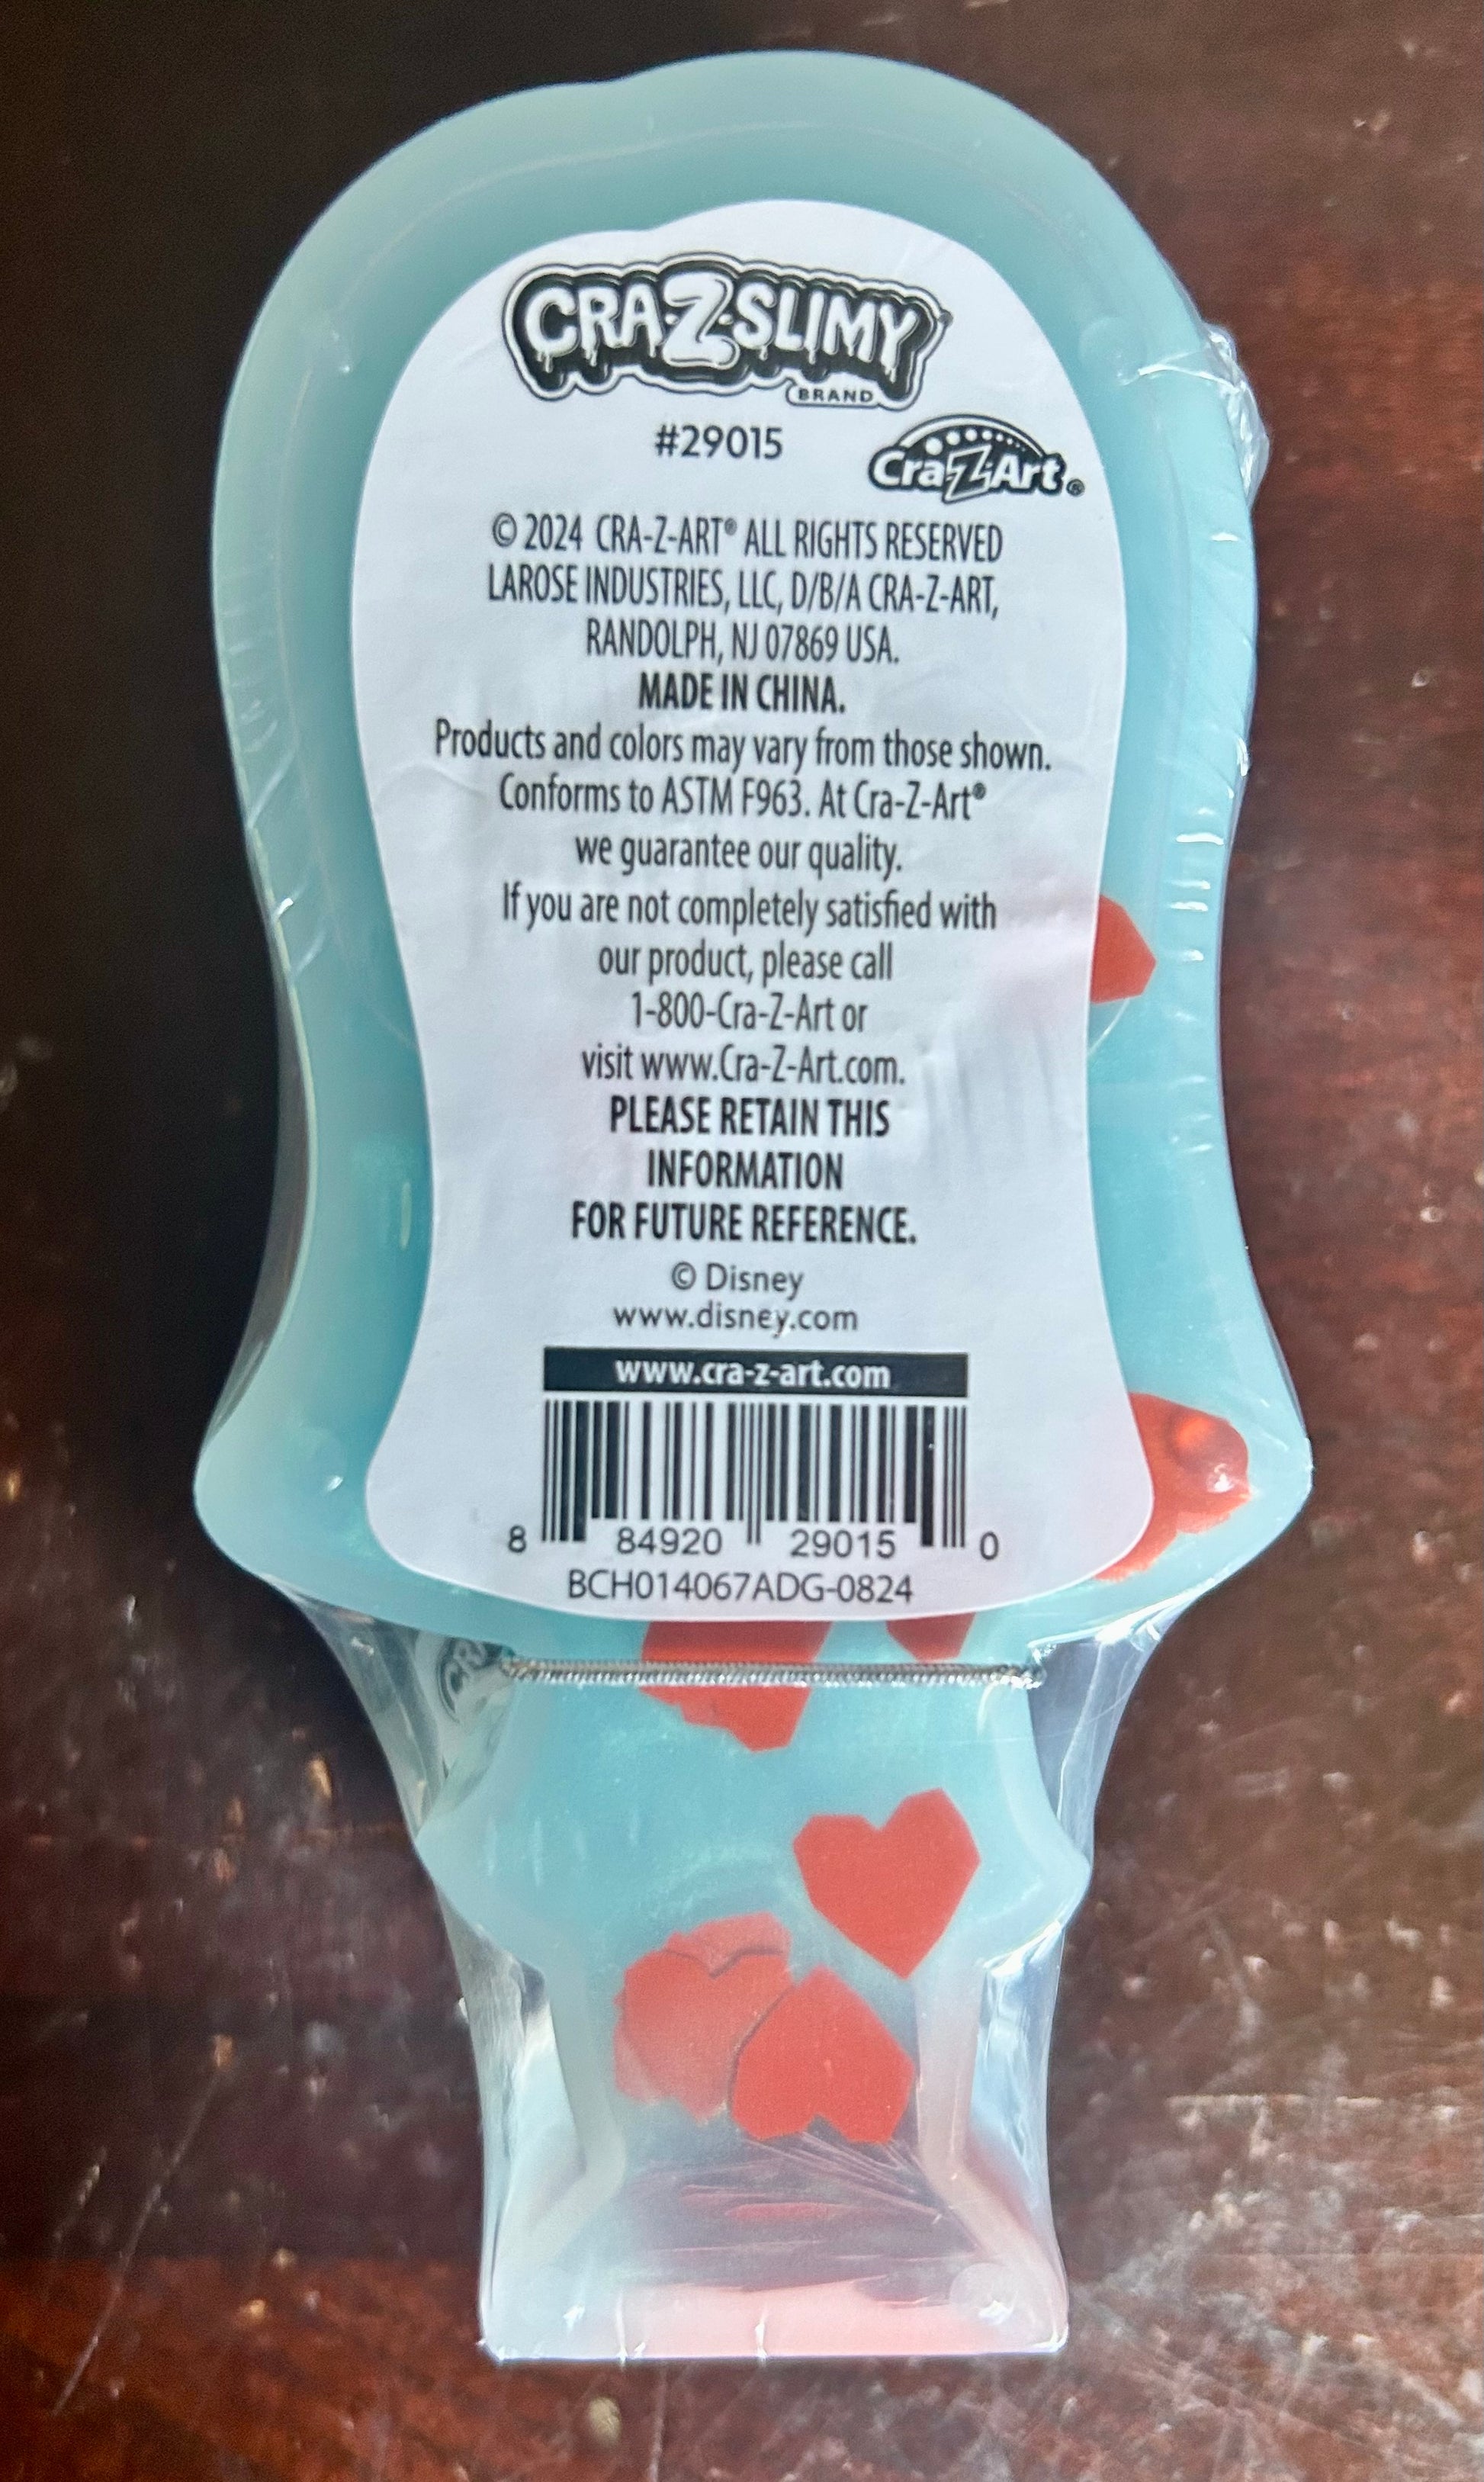 CRA-Z-SLIMY
BRAND
#29015
Cra-Z-Art®
© 2024 CRA-Z-ART® ALL RIGHTS RESERVED
LAROSE INDUSTRIES, LLC, D/B/A CRA-Z-ART,
RANDOLPH, NJ 07869 USA.
MADE IN CHINA.
Products and colors may vary from those shown.
Conforms to ASTM F963. At Cra-Z-Art®
we guarantee our quality.
If you are not completely satisfied with
our product, please call
1-800-Cra-Z-Art or
visit www.Cra-Z-Art.com.
PLEASE RETAIN THIS
INFORMATION
FOR FUTURE REFERENCE.
© Disney
www.disney.com
www.cra-z-art.com
8 84920 29015 0
BCH014067ADG-0824